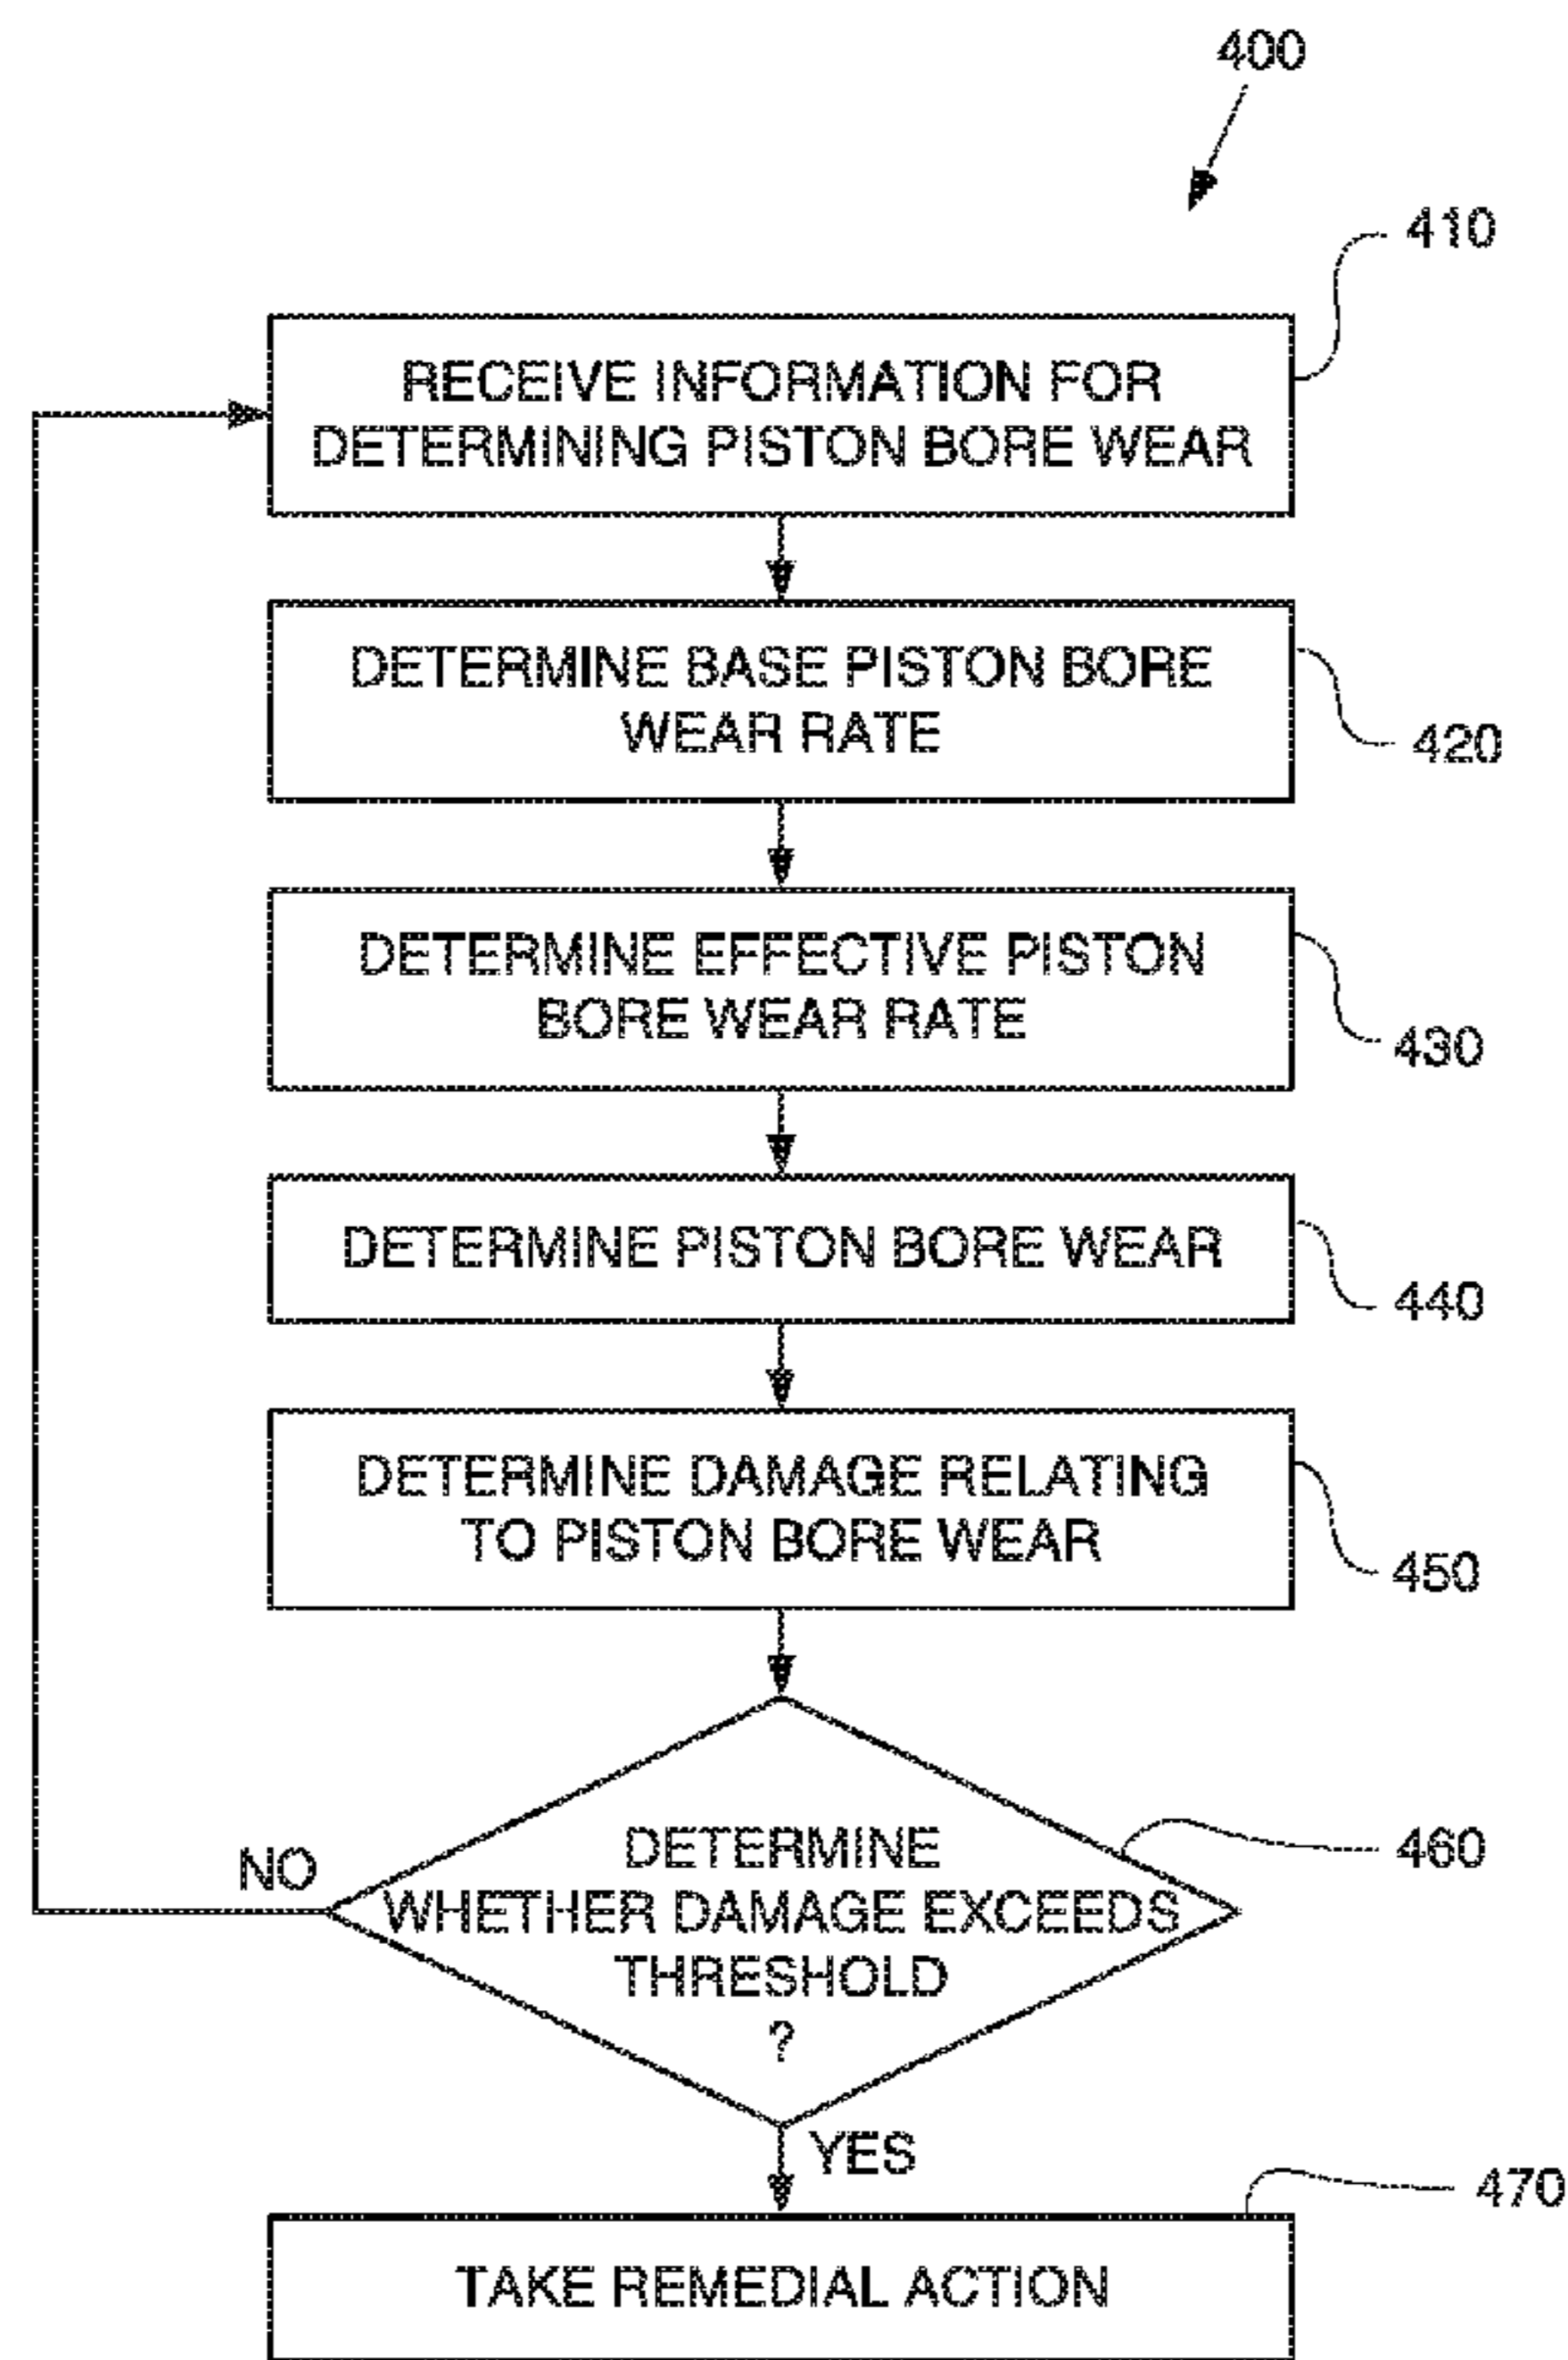 400
410
RECEIVE INFORMATION FOR
DETERMINING PISTON BORE WEAR
DETERMINE BASE PISTON BORE
WEAR RATE
420
DETERMINE EFFECTIVE PISTON
BORE WEAR RATE
430
DETERMINE PISTON BORE WEAR
440
DETERMINE DAMAGE RELATING
TO PISTON BORE WEAR
450
460
NO
DETERMINE
WHETHER DAMAGE EXCEEDS
THRESHOLD
?
YES
470
TAKE REMEDIAL ACTION